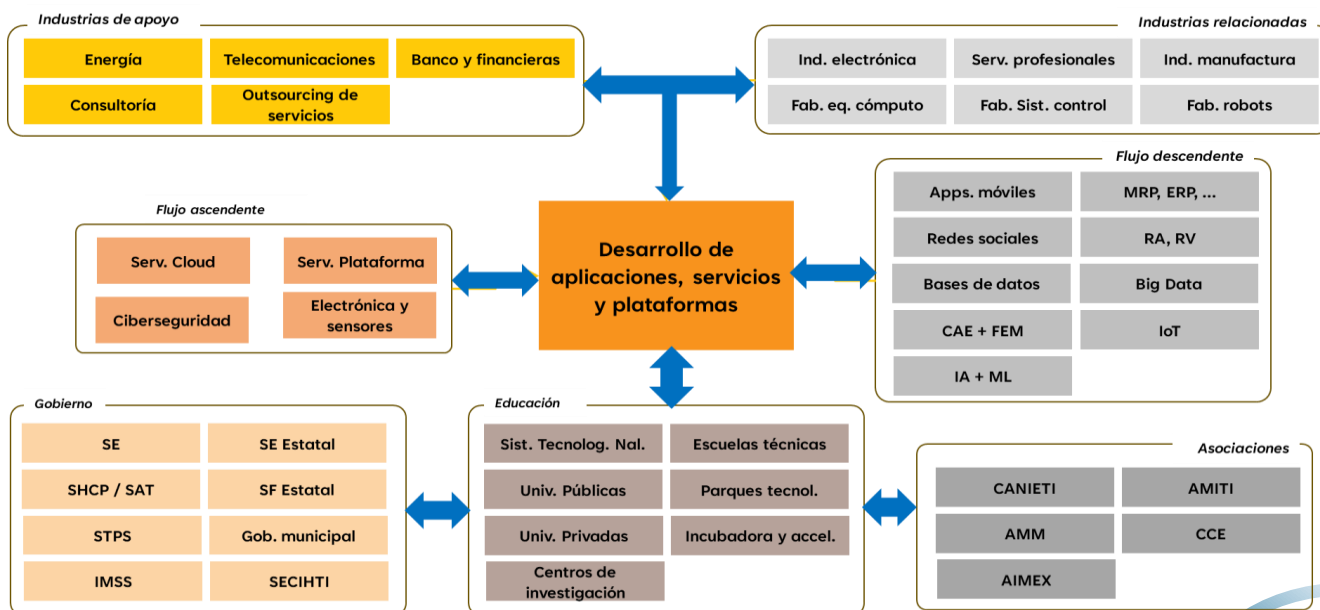 Industrias de apoyo
Energía
Telecomunicaciones
Banco y financieras
Consultoría
Outsourcing de
servicios
Industrias relacionadas
Ind. electrónica
Serv. profesionales
Ind. manufactura
Fab. eq. cómputo
Fab. Sist. control
Fab. robots
Flujo ascendente
Serv. Cloud
Serv. Plataforma
Ciberseguridad
Electrónica y
sensores
Desarrollo de
aplicaciones, servicios
y plataformas
Flujo descendente
Apps. móviles
MRP, ERP, ...
Redes sociales
RA, RV
Bases de datos
Big Data
CAE + FEM
IoT
IA + ML
Gobierno
SE
SE Estatal
SHCP / SAT
SF Estatal
STPS
Gob. municipal
IMSS
SECIHTI
Educación
Sist. Tecnolog. Nal.
Escuelas técnicas
Univ. Públicas
Parques tecnol.
Univ. Privadas
Incubadora y accel.
Centros de
investigación
Asociaciones
CANIETI
AMITI
AMM
CCE
AIMEX